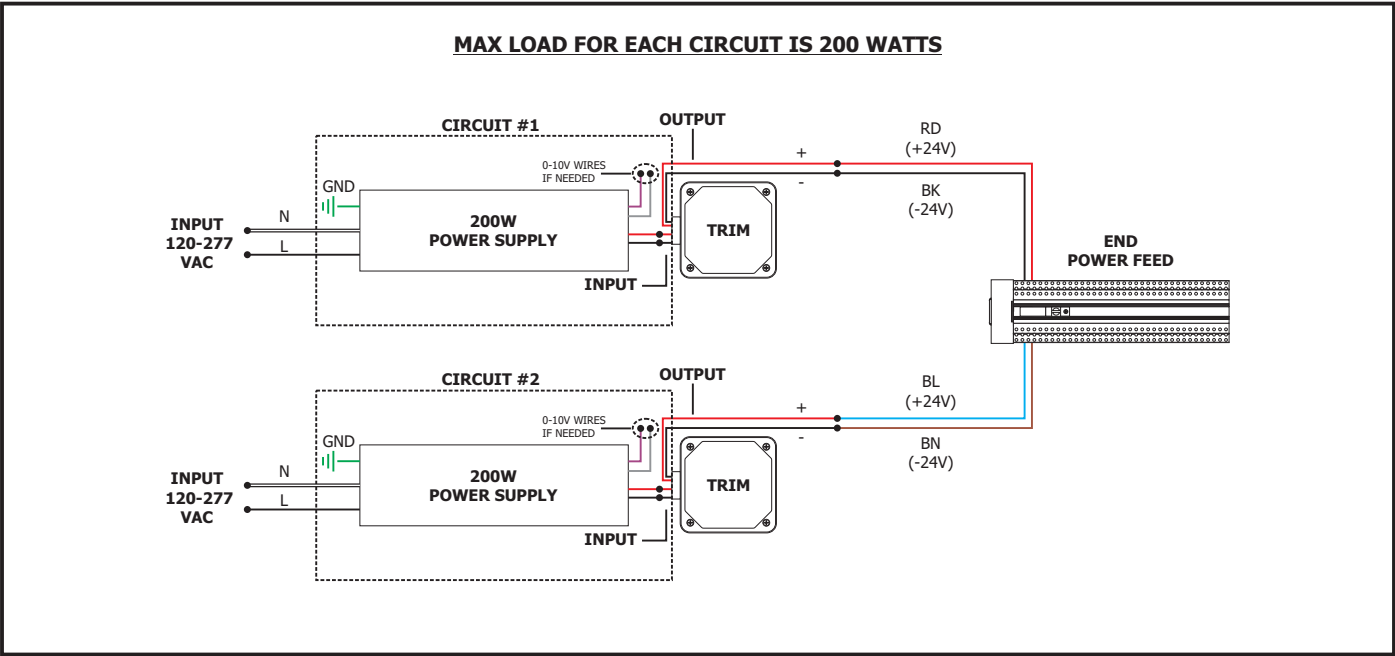 MAX LOAD FOR EACH CIRCUIT IS 200 WATTS
CIRCUIT #1
OUTPUT
RD
(+24V)
+
-
BK
(-24V)
0-10V WIRES
IF NEEDED
GND
INPUT
120-277
VAC
N
L
200W
POWER SUPPLY
TRIM
INPUT
END
POWER FEED
CIRCUIT #2
OUTPUT
BL
(+24V)
+
-
BN
(-24V)
0-10V WIRES
IF NEEDED
GND
INPUT
120-277
VAC
N
L
200W
POWER SUPPLY
TRIM
INPUT